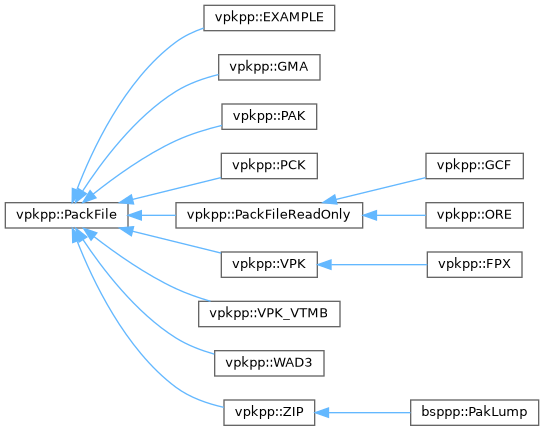 vpkpp::EXAMPLE
vpkpp::GMA
vpkpp::PAK
vpkpp::PCK
vpkpp::GCF
vpkpp::PackFile
vpkpp::PackFileReadOnly
vpkpp::ORE
vpkpp::VPK
vpkpp::FPX
vpkpp::VPK_VTMB
vpkpp::WAD3
vpkpp::ZIP
bsppp::PakLump